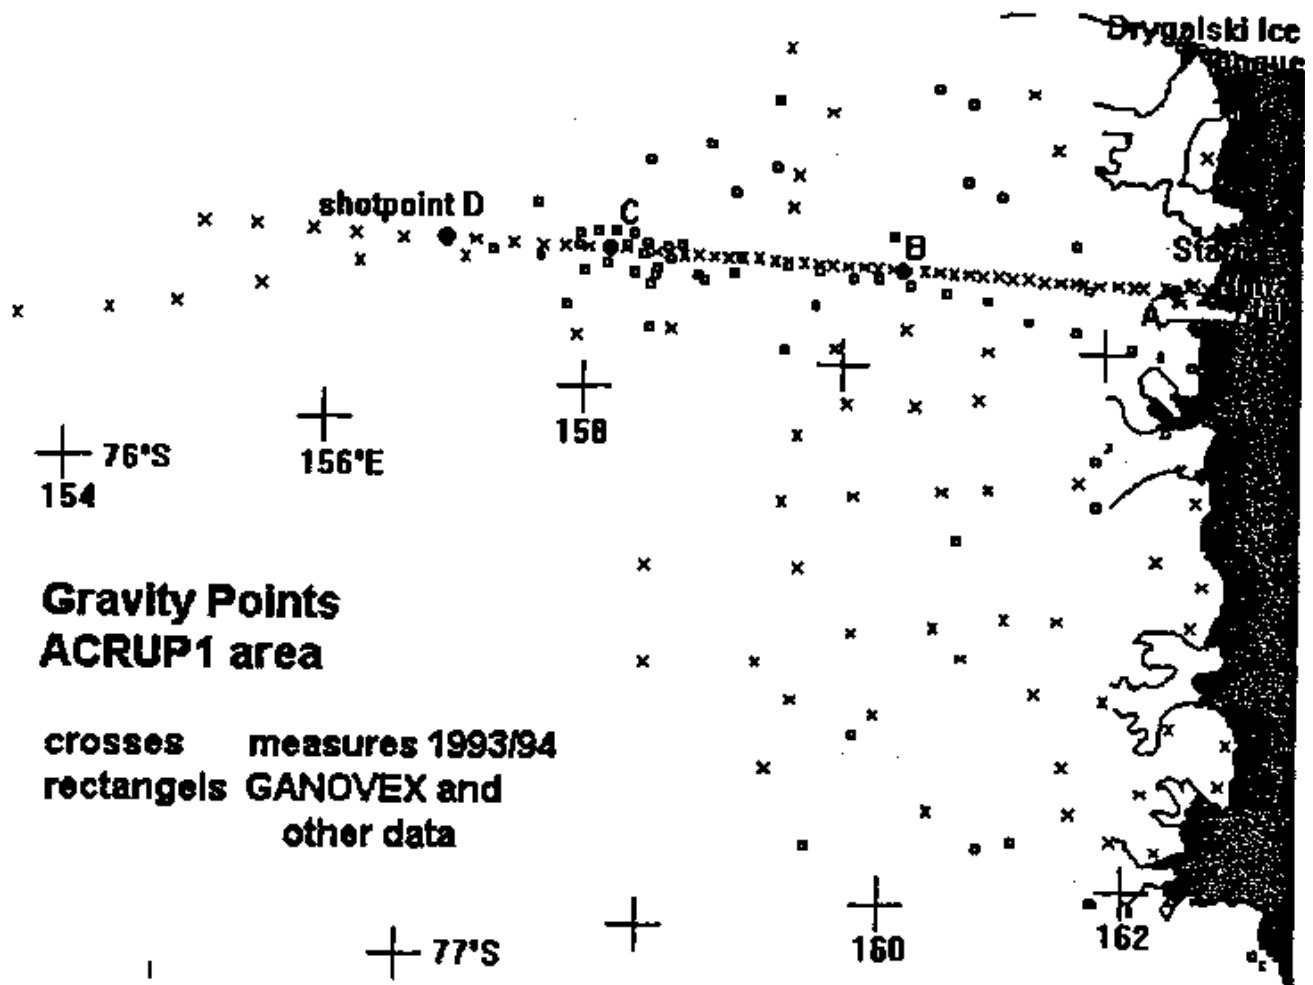 Drygalski Ice
shotpoint D
C
B
A
158
76°S
156°E
154
Gravity Points
ACRUP1 area
crosses measures 1993/94
rectangels GANOVEX and
other data
160
162
77°S